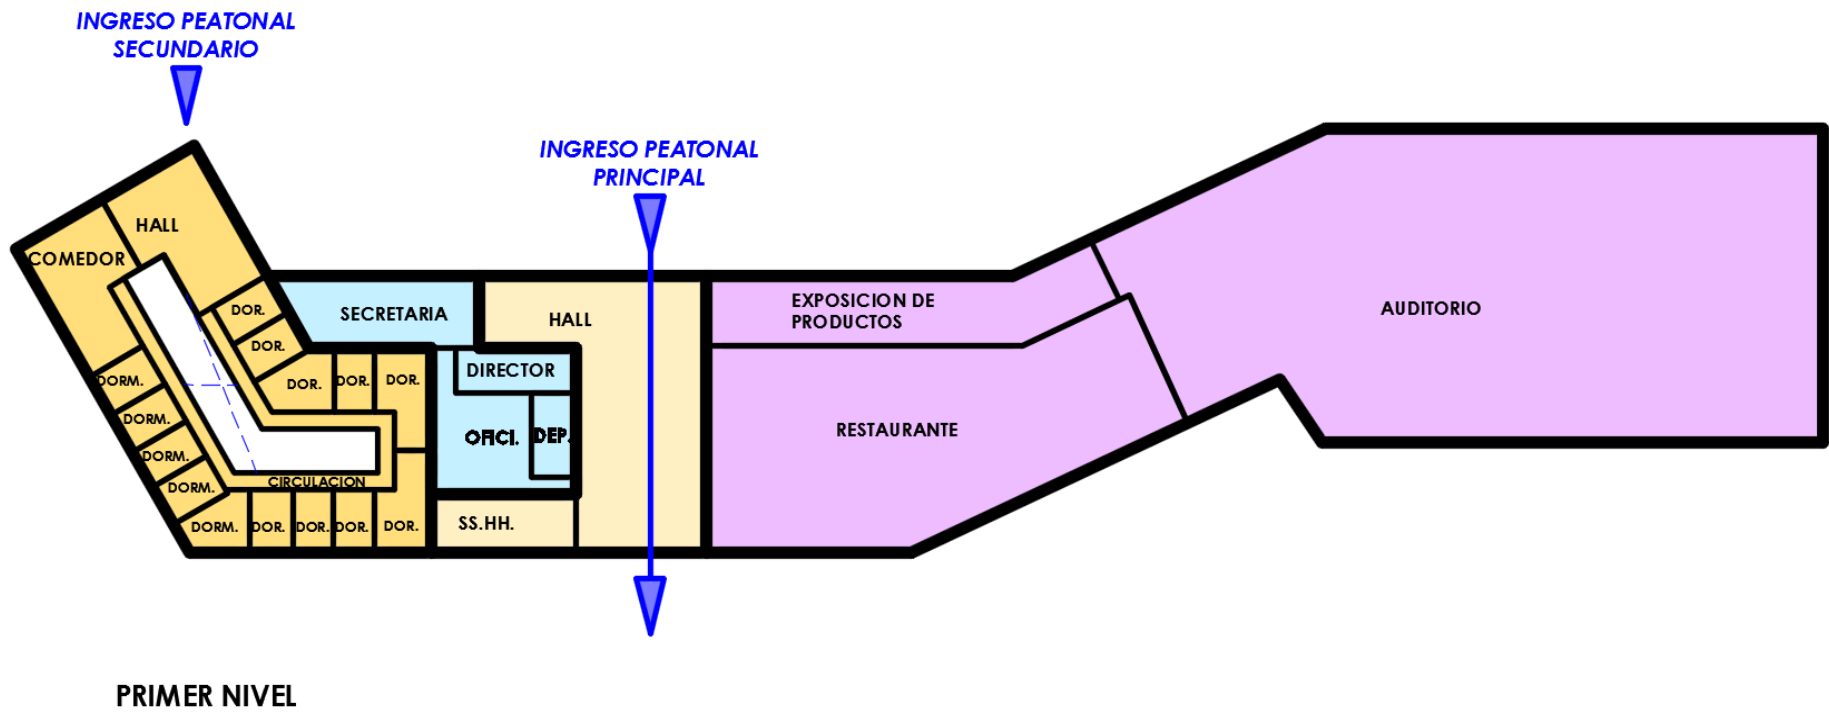 INGRESO PEATONAL
SECUNDARIO
INGRESO PEATONAL
PRINCIPAL
HALL
COMEDOR
DOR.
DOR.
DOR.
DOR.
DOR.
DORM.
DORM.
DORM.
DORM.
DORM.
DOR.
DOR.
DOR.
DOR.
CIRCULACION
SECRETARIA
DIRECTOR
OFICI.
DEP.
SS.HH.
HALL
EXPOSICION DE
PRODUCTOS
RESTAURANTE
AUDITORIO
PRIMER NIVEL